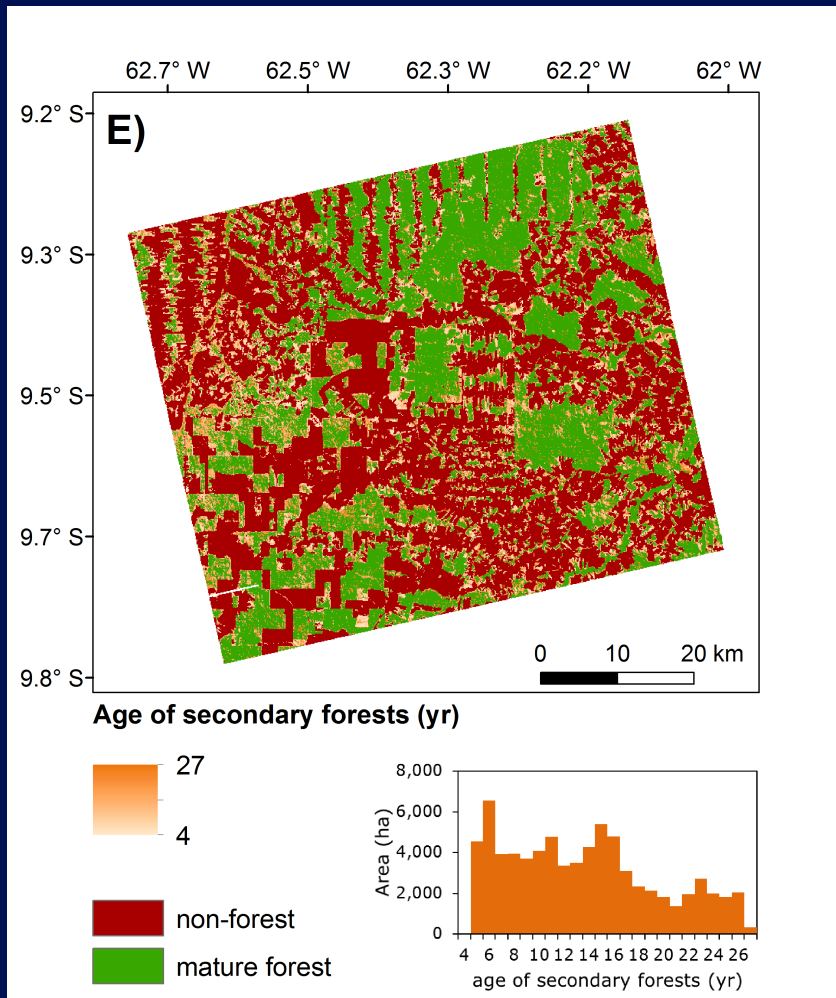 62.7° W 62.5° W 62.3° W 62.2° W 62° W
9.2° S
E)
9.3° S
9.5° S
9.7° S
9.8° S
0 10 20 km
Age of secondary forests (yr)
27
4
non-forest
mature forest
8,000
6,000
4,000
2,000
0
Area (ha)
4 6 8 10 12 14 16 18 20 21 22 24 26
age of secondary forests (yr)